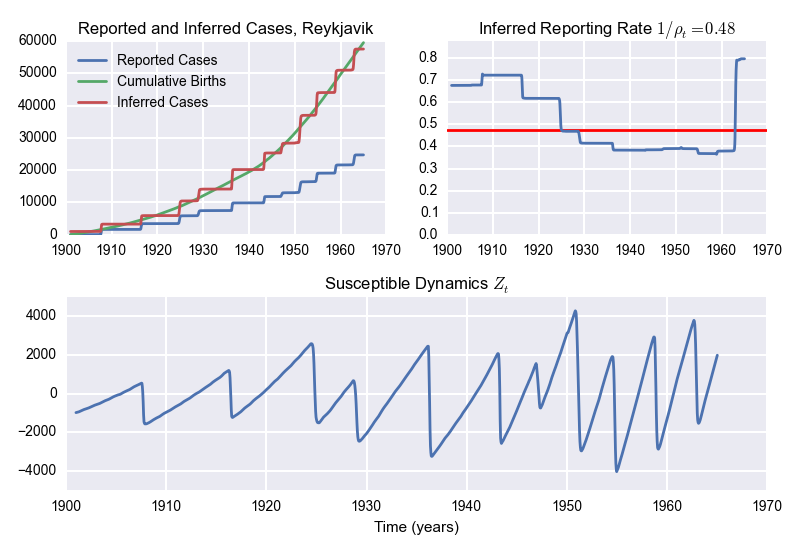 Reported and Inferred Cases, Reykjavik
60000
50000
40000
30000
20000
10000
0
Reported Cases
Cumulative Births
Inferred Cases
1900 1910 1920 1930 1940 1950 1960 1970
Inferred Reporting Rate 1/ρt =0.48
0.8
0.7
0.6
0.5
0.4
0.3
0.2
0.1
0.0
1900 1910 1920 1930 1940 1950 1960 1970
Susceptible Dynamics Zt
4000
2000
0
−2000
−4000
1900 1910 1920 1930 1940 1950 1960 1970
Time (years)